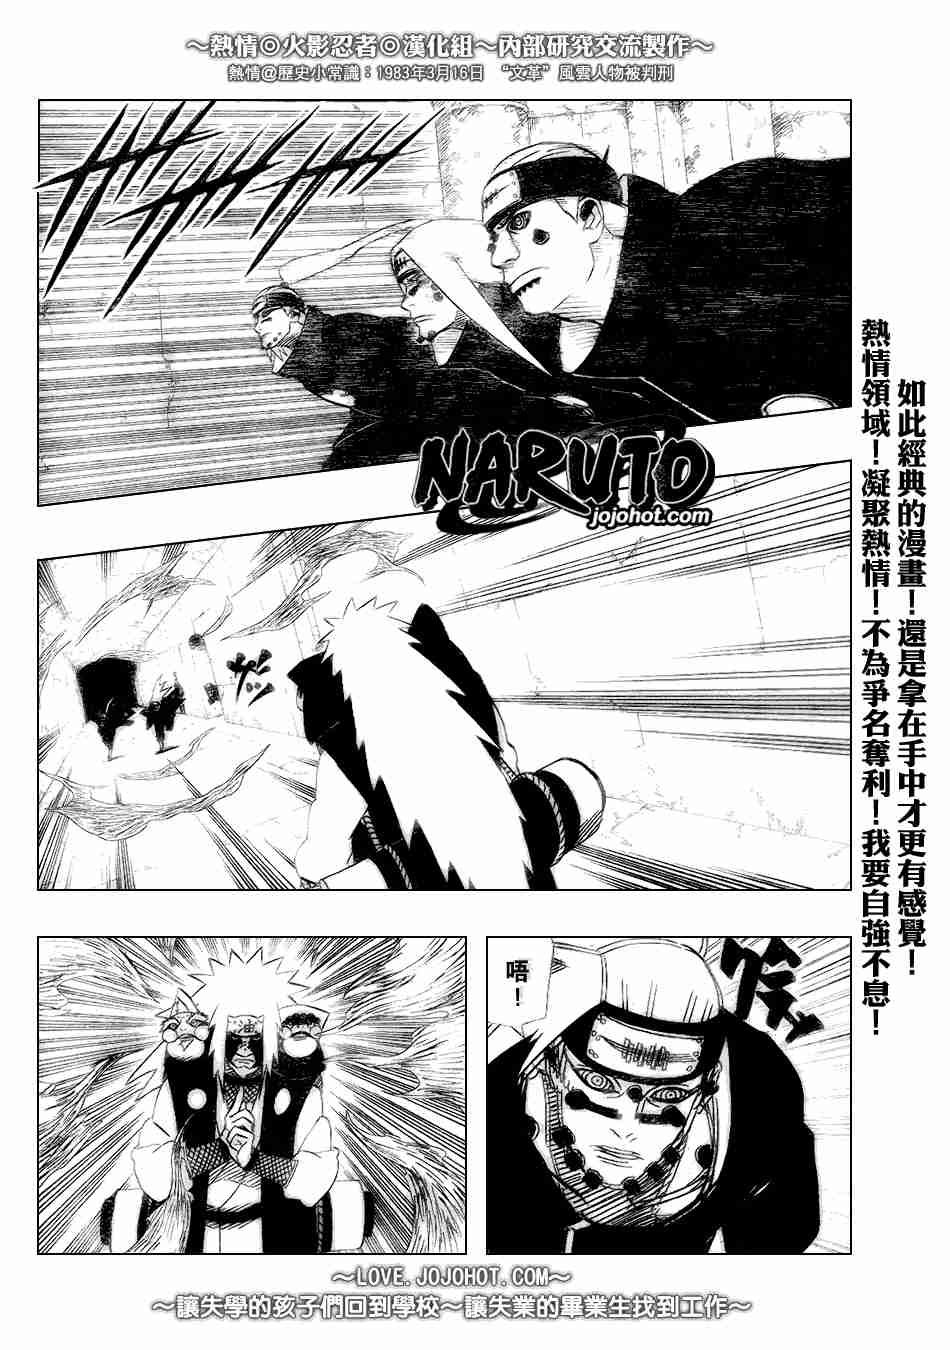 ～熱情◎火影忍者◎漢化組～內部研究交流製作～
熱情@歷史小常識：1983年3月16日 “文革”風雲人物被判刑
NARUTO
jojohot.com
如此經典的漫畫！還是拿在手中才更有感覺！
熱情領域！凝聚熱情！不為爭名奪利！我要自強不息！
唔！
～LOVE.JOJOHOT.COM～
～讓失學的孩子們回到學校～讓失業的畢業生找到工作～